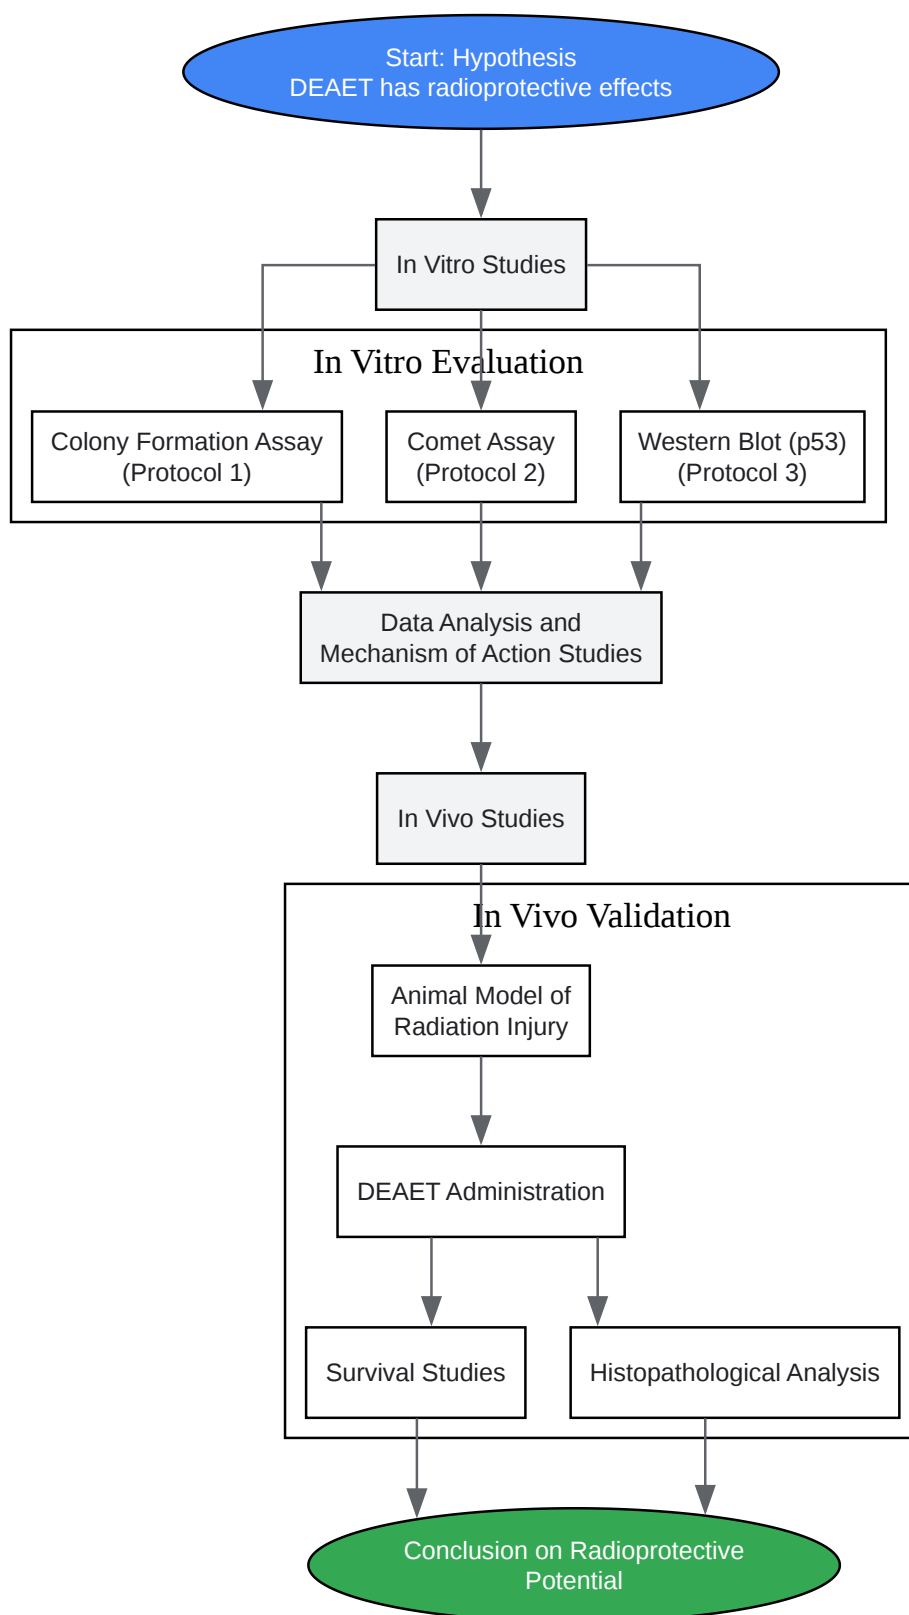 Start: Hypothesis
DEAET has radioprotective effects
In Vitro Studies
In Vitro Evaluation
Colony Formation Assay
(Protocol 1)
Comet Assay
(Protocol 2)
Western Blot (p53)
(Protocol 3)
Data Analysis and
Mechanism of Action Studies
In Vivo Studies
In Vivo Validation
Animal Model of
Radiation Injury
DEAET Administration
Survival Studies
Histopathological Analysis
Conclusion on Radioprotective
Potential